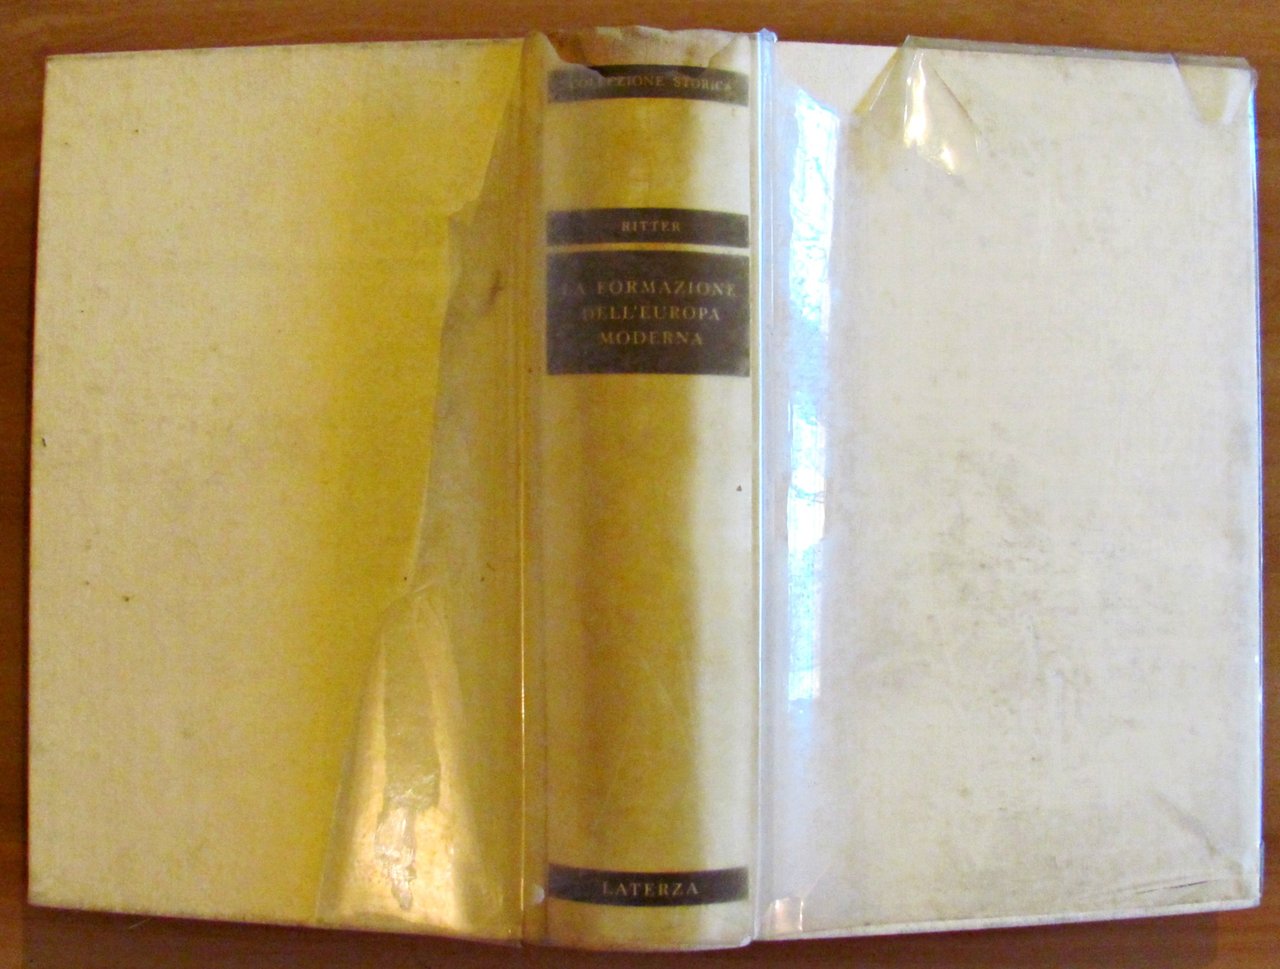 COLLEZIONE STORICA
RITTER
LA FORMAZIONE
DELL'EUROPA
MODERNA
LATERZA